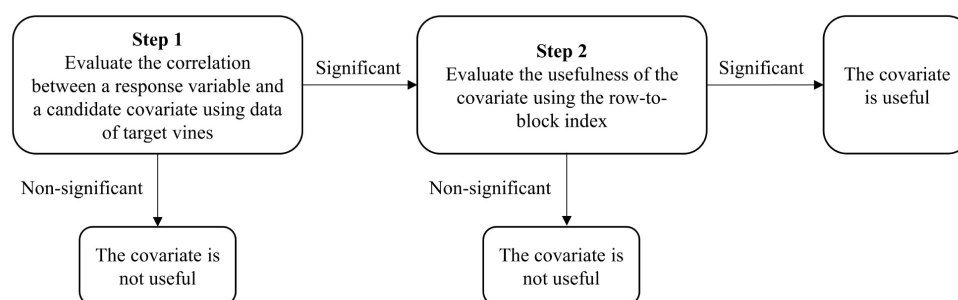 Step 1
Evaluate the correlation
between a response variable and
a candidate covariate using data
of target vines
Significant
Step 2
Evaluate the usefulness of the
covariate using the row-to-
block index
Significant
The covariate
is useful
Non-significant
The covariate is
not useful
Non-significant
The covariate is
not useful